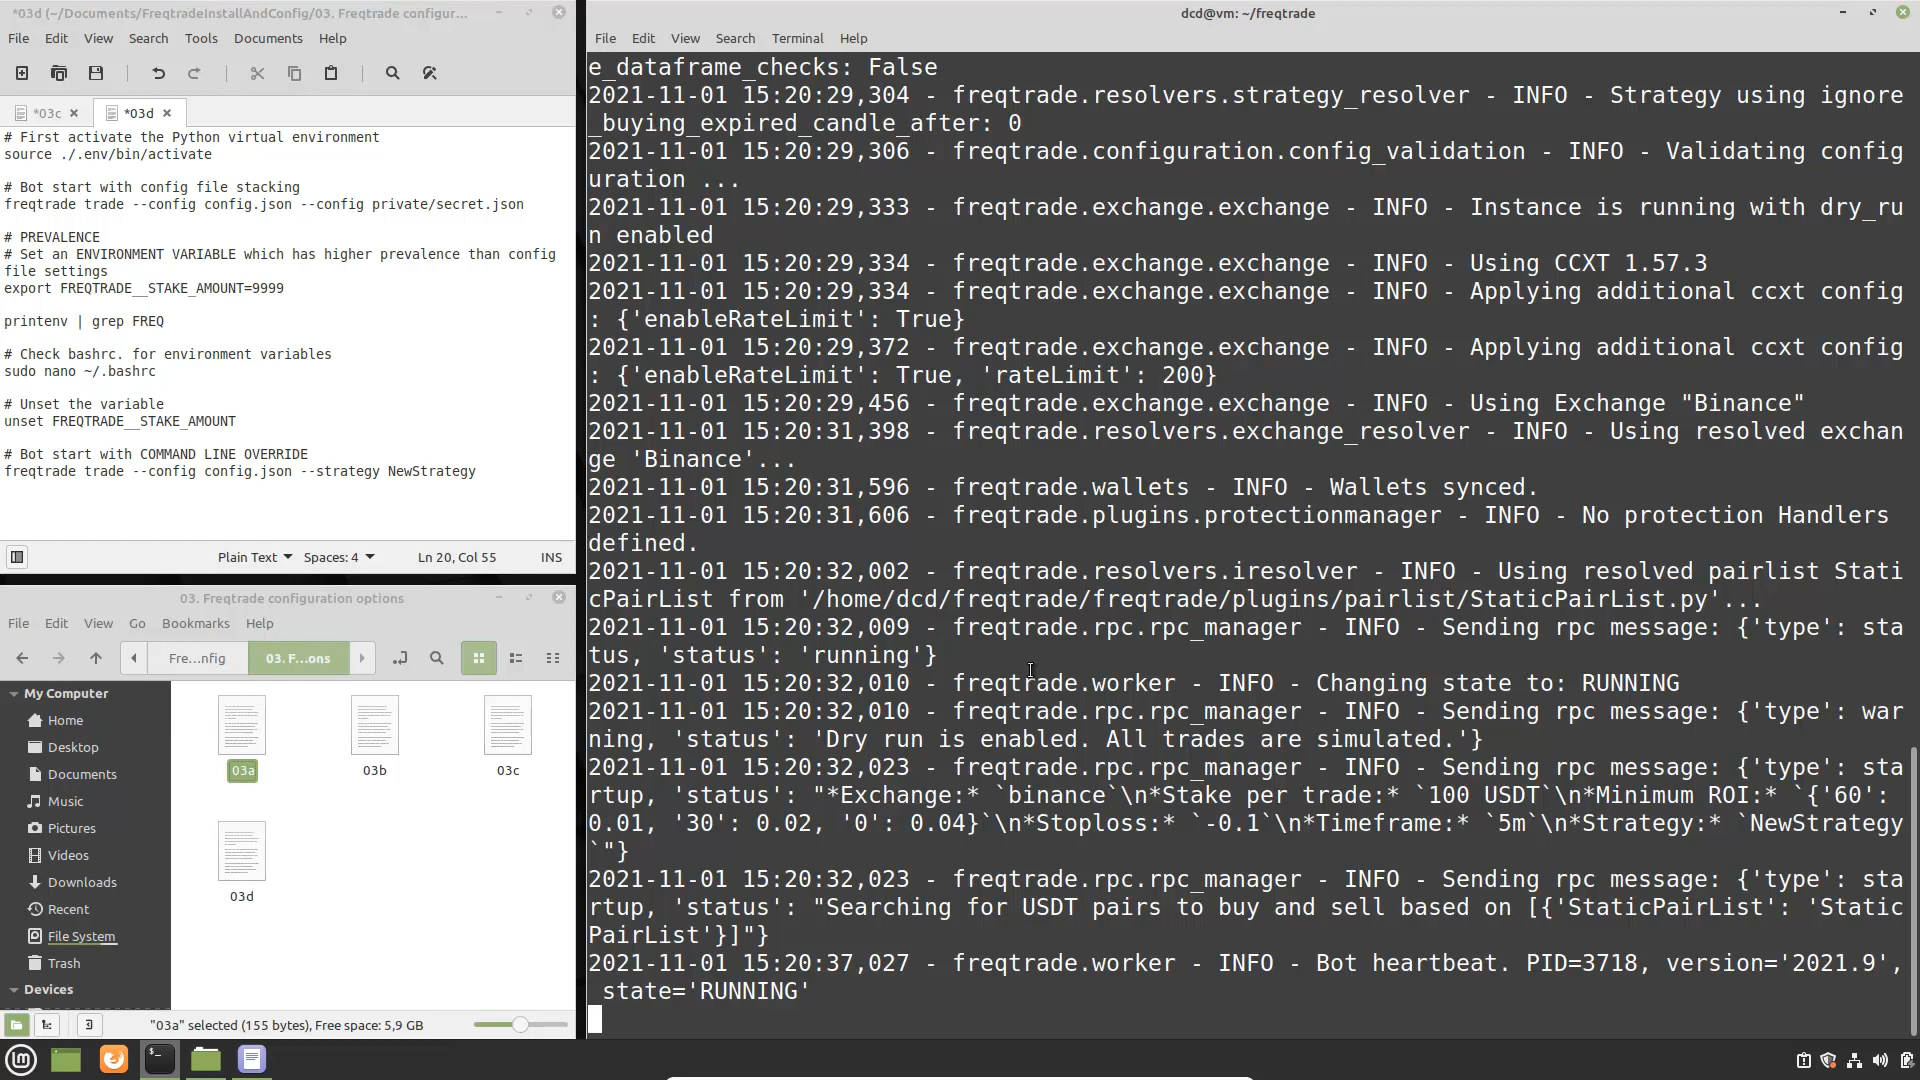 *03d (~/Documents/FreqtradeInstallAndConfig/03. Freqtrade configur...
File Edit View Search Tools Documents Help
*03c
*03d
# First activate the Python virtual environment
source ./.env/bin/activate
# Bot start with config file stacking
freqtrade trade --config config.json --config private/secret.json
# PREVALENCE
# Set an ENVIRONMENT VARIABLE which has higher prevalence than config
file settings
export FREQTRADE__STAKE_AMOUNT=9999
printenv | grep FREQ
# Check bashrc. for environment variables
sudo nano ~/.bashrc
# Unset the variable
unset FREQTRADE__STAKE_AMOUNT
# Bot start with COMMAND LINE OVERRIDE
freqtrade trade --config config.json --strategy NewStrategy
Plain Text Spaces: 4 Ln 20, Col 55 INS
03. Freqtrade configuration options
File Edit View Go Bookmarks Help
Fre...nfig 03. F...ons
My Computer
Home
Desktop
Documents
Music
Pictures
Videos
Downloads
Recent
File System
Trash
Devices
03a
03b
03c
03d
"03a" selected (155 bytes), Free space: 5,9 GB
dcd@vm: ~/freqtrade
File Edit View Search Terminal Help
e_dataframe_checks: False
2021-11-01 15:20:29,304 - freqtrade.resolvers.strategy_resolver - INFO - Strategy using ignore
_buying_expired_candle_after: 0
2021-11-01 15:20:29,306 - freqtrade.configuration.config_validation - INFO - Validating config
uration ...
2021-11-01 15:20:29,333 - freqtrade.exchange.exchange - INFO - Instance is running with dry_ru
n enabled
2021-11-01 15:20:29,334 - freqtrade.exchange.exchange - INFO - Using CCXT 1.57.3
2021-11-01 15:20:29,334 - freqtrade.exchange.exchange - INFO - Applying additional ccxt config
: {'enableRateLimit': True}
2021-11-01 15:20:29,372 - freqtrade.exchange.exchange - INFO - Applying additional ccxt config
: {'enableRateLimit': True, 'rateLimit': 200}
2021-11-01 15:20:29,456 - freqtrade.exchange.exchange - INFO - Using Exchange "Binance"
2021-11-01 15:20:31,398 - freqtrade.resolvers.exchange_resolver - INFO - Using resolved exchan
ge 'Binance'...
2021-11-01 15:20:31,596 - freqtrade.wallets - INFO - Wallets synced.
2021-11-01 15:20:31,606 - freqtrade.plugins.protectionmanager - INFO - No protection Handlers
defined.
2021-11-01 15:20:32,002 - freqtrade.resolvers.iresolver - INFO - Using resolved pairlist Stati
cPairList from '/home/dcd/freqtrade/freqtrade/plugins/pairlist/StaticPairList.py'...
2021-11-01 15:20:32,009 - freqtrade.rpc.rpc_manager - INFO - Sending rpc message: {'type': sta
tus, 'status': 'running'}
2021-11-01 15:20:32,010 - freqtrade.worker - INFO - Changing state to: RUNNING
2021-11-01 15:20:32,010 - freqtrade.rpc.rpc_manager - INFO - Sending rpc message: {'type': war
ning, 'status': 'Dry run is enabled. All trades are simulated.'}
2021-11-01 15:20:32,023 - freqtrade.rpc.rpc_manager - INFO - Sending rpc message: {'type': sta
rtup, 'status': "*Exchange:* `binance`\n*Stake per trade:* `100 USDT`\n*Minimum ROI:* `{'60':
0.01, '30': 0.02, '0': 0.04}`\n*Stoploss:* `-0.1`\n*Timeframe:* `5m`\n*Strategy:* `NewStrategy
`"}
2021-11-01 15:20:32,023 - freqtrade.rpc.rpc_manager - INFO - Sending rpc message: {'type': sta
rtup, 'status': "Searching for USDT pairs to buy and sell based on [{'StaticPairList': 'Static
PairList'}]"}
2021-11-01 15:20:37,027 - freqtrade.worker - INFO - Bot heartbeat. PID=3718, version='2021.9',
state='RUNNING'